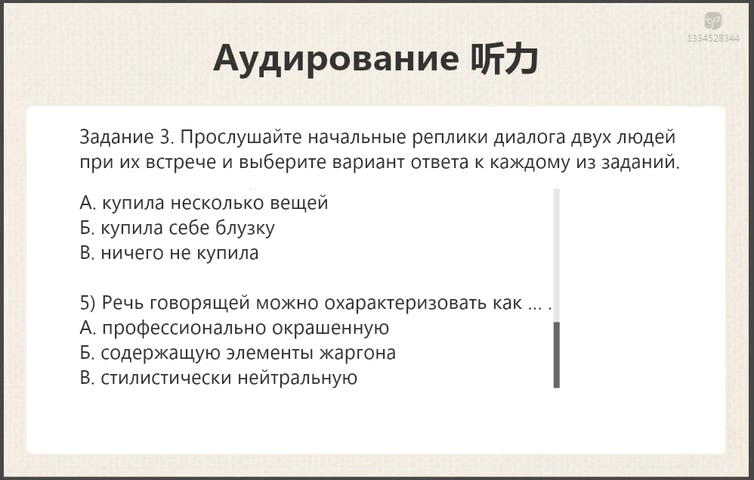 1334528344
Аудирование 听力
Задание 3. Прослушайте начальные реплики диалога двух людей
при их встрече и выберите вариант ответа к каждому из заданий.
А. купила несколько вещей
Б. купила себе блузку
В. ничего не купила
5) Речь говорящей можно охарактеризовать как ... .
А. профессионально окрашенную
Б. содержащую элементы жаргона
В. стилистически нейтральную